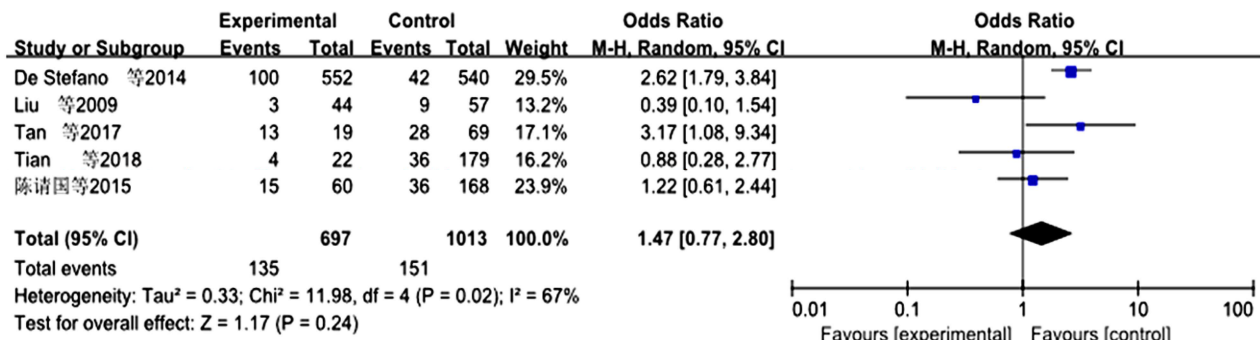 Experimental Control Odds Ratio Odds Ratio
Study or Subgroup Events Total Events Total Weight M-H, Random, 95% CI M-H, Random, 95% CI
De Stefano 等2014 100 552 42 540 29.5% 2.62 [1.79, 3.84]
Liu 等2009 3 44 9 57 13.2% 0.39 [0.10, 1.54]
Tan 等2017 13 19 28 69 17.1% 3.17 [1.08, 9.34]
Tian 等2018 4 22 36 179 16.2% 0.88 [0.28, 2.77]
陈请国等2015 15 60 36 168 23.9% 1.22 [0.61, 2.44]
Total (95% CI) 697 1013 100.0% 1.47 [0.77, 2.80]
Total events 135 151
Heterogeneity: Tau² = 0.33; Chi² = 11.98, df = 4 (P = 0.02); I² = 67%
Test for overall effect: Z = 1.17 (P = 0.24)
0.01 0.1 1 10 100
Favours [experimental] Favours [control]